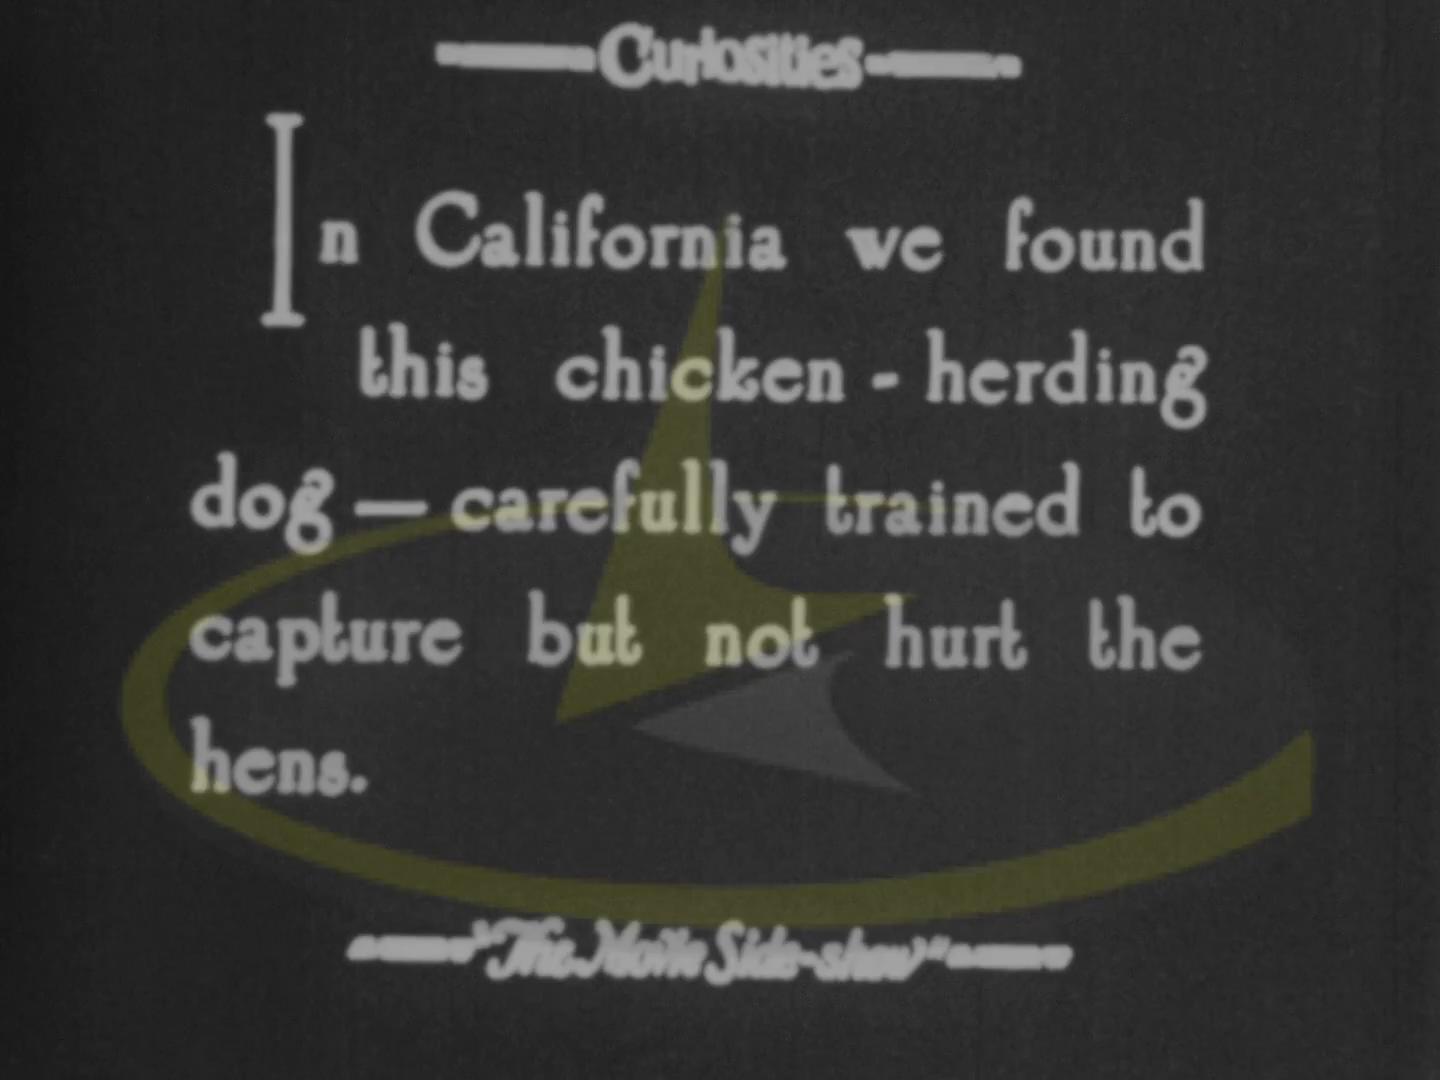 Curiosities
In California we found
this chicken - herding
dog — carefully trained to
capture but not hurt the
hens.
"The Movie Side-show"